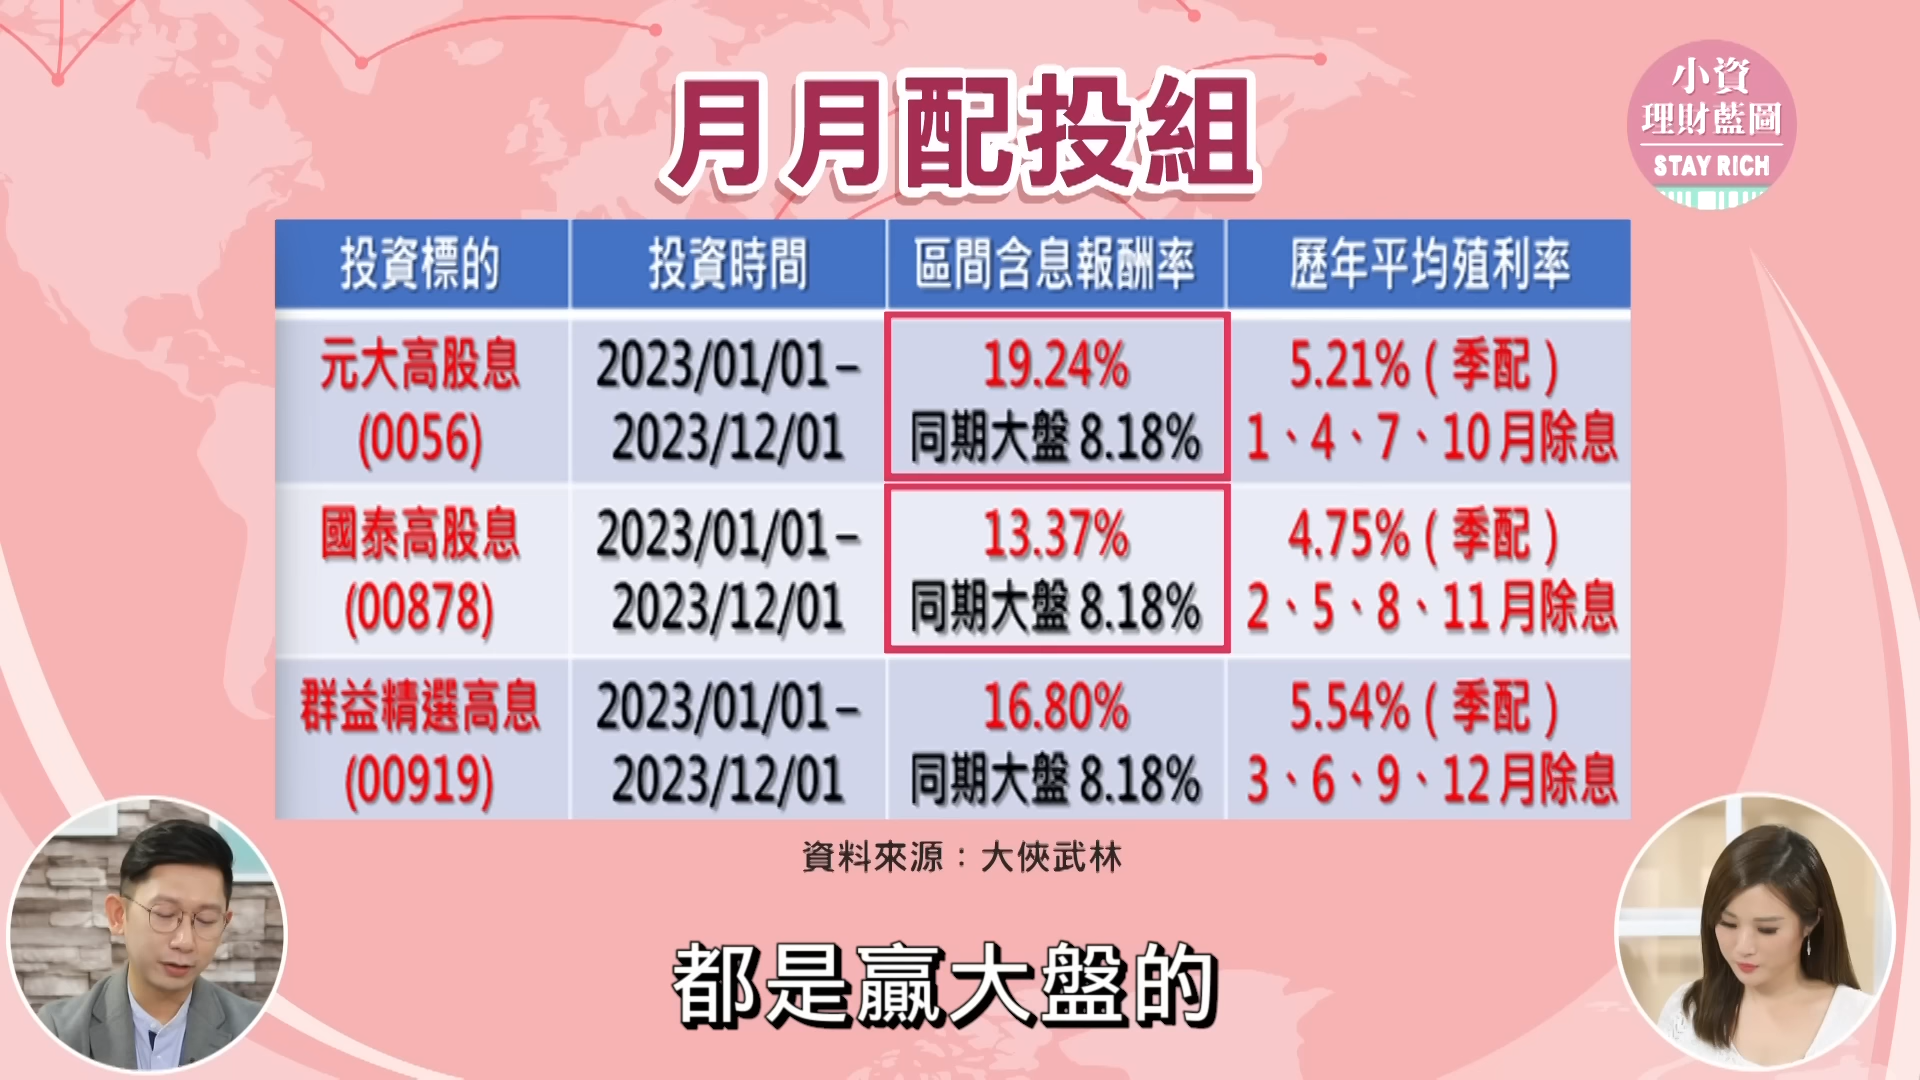 月月配投組
小資
理財藍圖
STAY RICH
投資標的 投資時間 區間含息報酬率 歷年平均殖利率
元大高股息 2023/01/01– 19.24% 5.21%(季配)
(0056) 2023/12/01 同期大盤 8.18% 1、4、7、10月除息
國泰高股息 2023/01/01– 13.37% 4.75%(季配)
(00878) 2023/12/01 同期大盤 8.18% 2、5、8、11月除息
群益精選高息 2023/01/01– 16.80% 5.54%(季配)
(00919) 2023/12/01 同期大盤 8.18% 3、6、9、12月除息
資料來源：大俠武林
都是贏大盤的